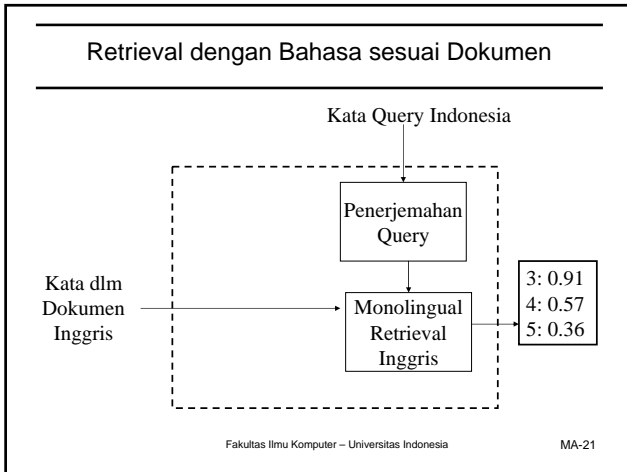 Retrieval dengan Bahasa sesuai Dokumen
Kata Query Indonesia
Penerjemahan
Query
Kata dlm
Dokumen
Inggris
Monolingual
Retrieval
Inggris
3: 0.91
4: 0.57
5: 0.36
Fakultas Ilmu Komputer – Universitas Indonesia
MA-21